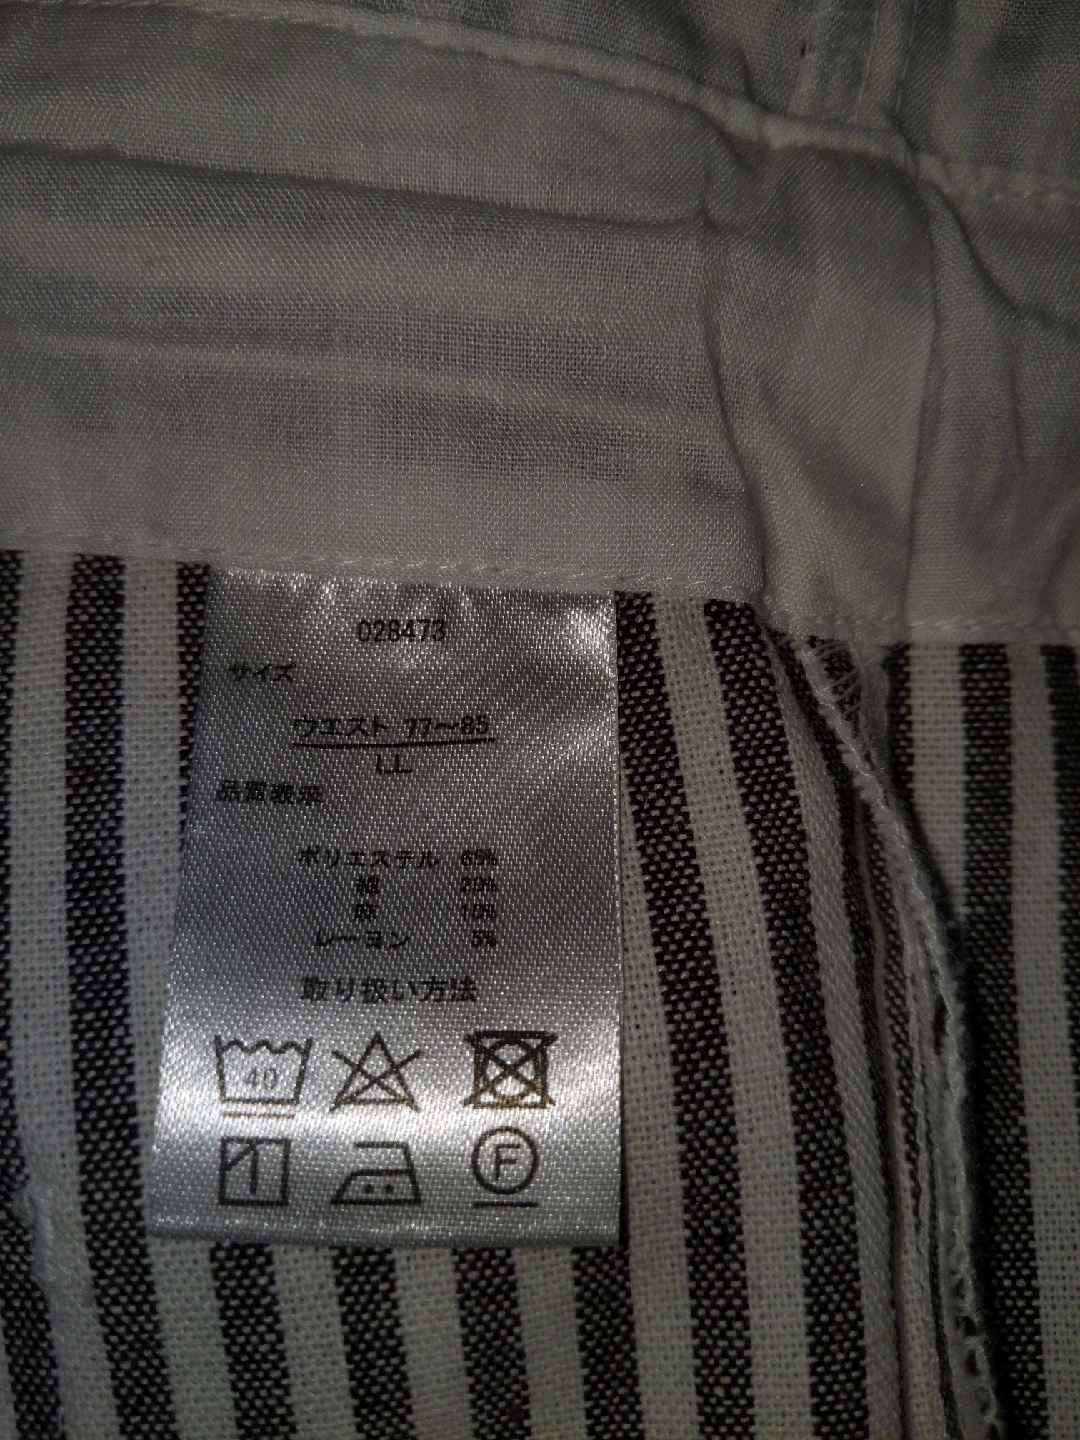 028473
サイズ
ウエスト 77～85
LL
品質表示
ポリエステル 65%
綿 20%
麻 10%
レーヨン 5%
取り扱い方法
40
F